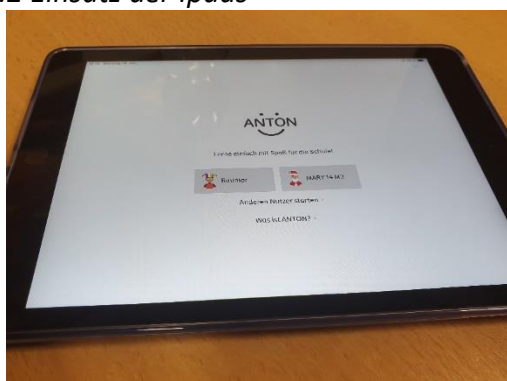 Einsatz der Ipads
ANTON
Lerne einfach mit Spaß für die Schule!
Anderen Nutzer starten
Was ist ANTON?